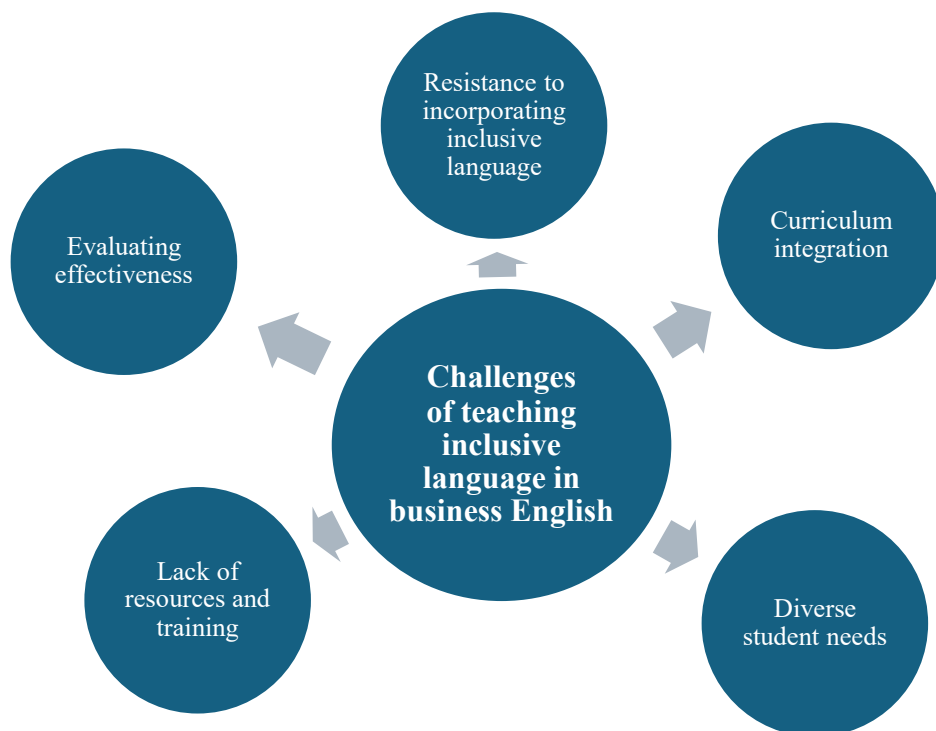 Resistance to
incorporating
inclusive
language
Curriculum
integration
Evaluating
effectiveness
Challenges
of teaching
inclusive
language in
business English
Lack of
resources and
training
Diverse
student needs